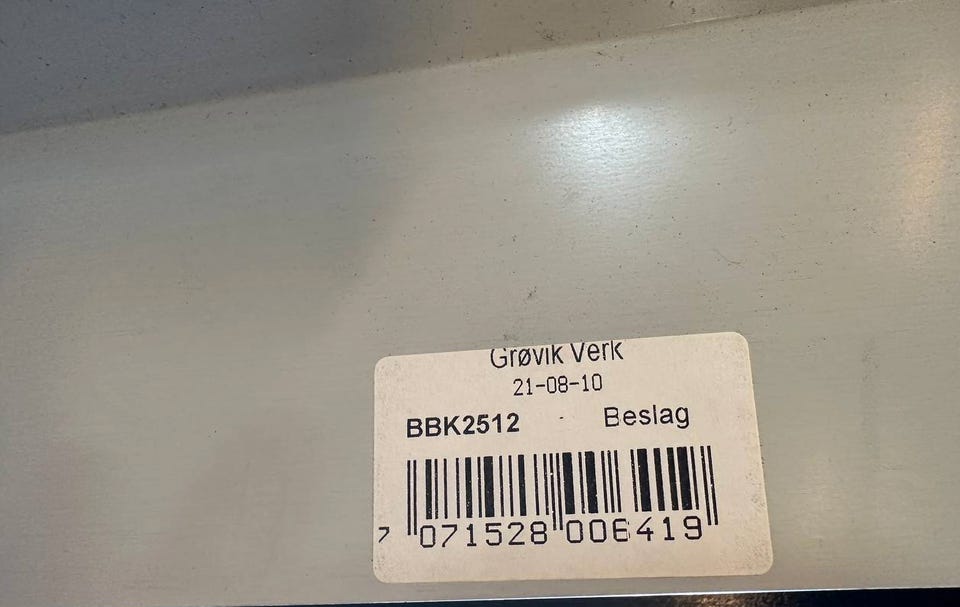 Grøvik Verk
21-08-10
BBK2512 - Beslag
7 071528 006419